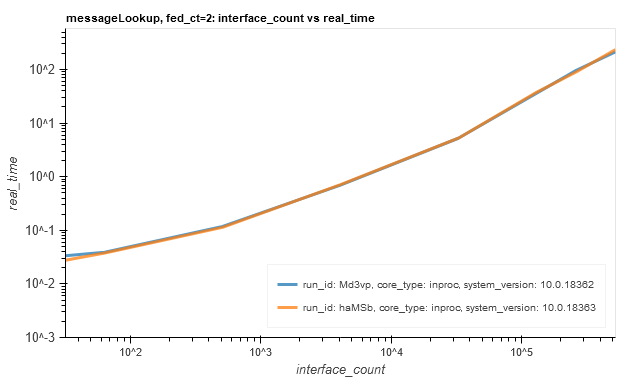 messageLookup, fed_ct=2: interface_count vs real_time
10^2
10^1
10^0
10^-1
10^-2
10^-3
real_time
run_id: Md3vp, core_type: inproc, system_version: 10.0.18362
run_id: haMSb, core_type: inproc, system_version: 10.0.18363
10^2 10^3 10^4 10^5
interface_count